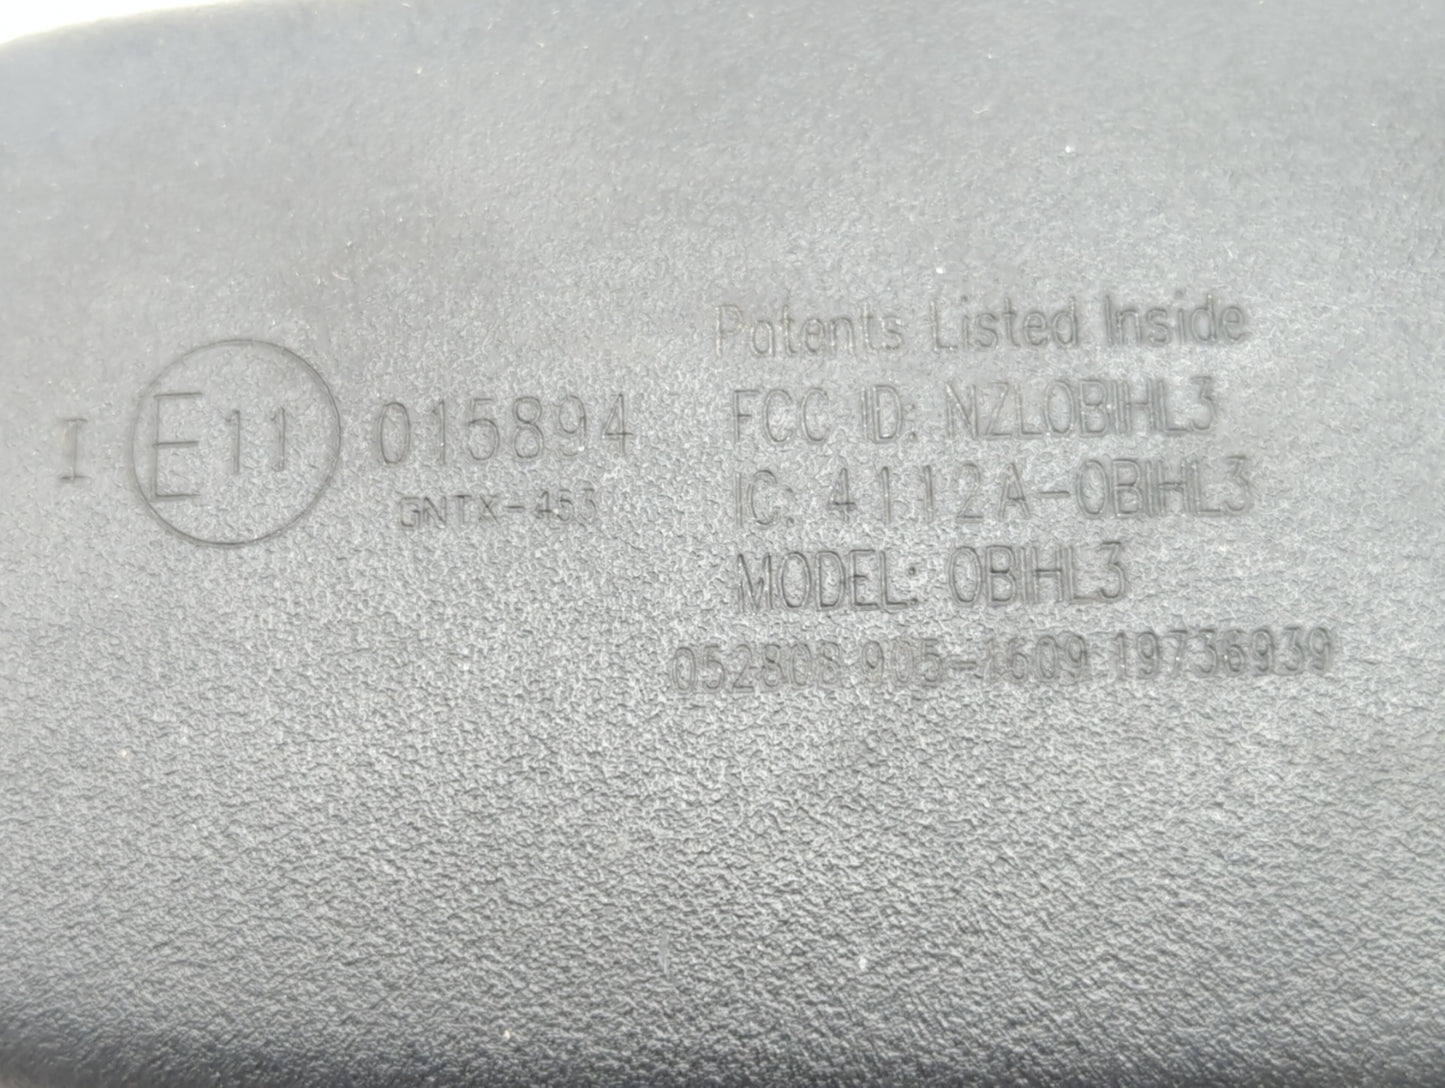 I E11 015894
GNTX-453
Patents Listed Inside
FCC ID: NZLOBIHL3
IC: 4112A-OBIHL3
MODEL: OBIHL3
052808 905-1609 19736939